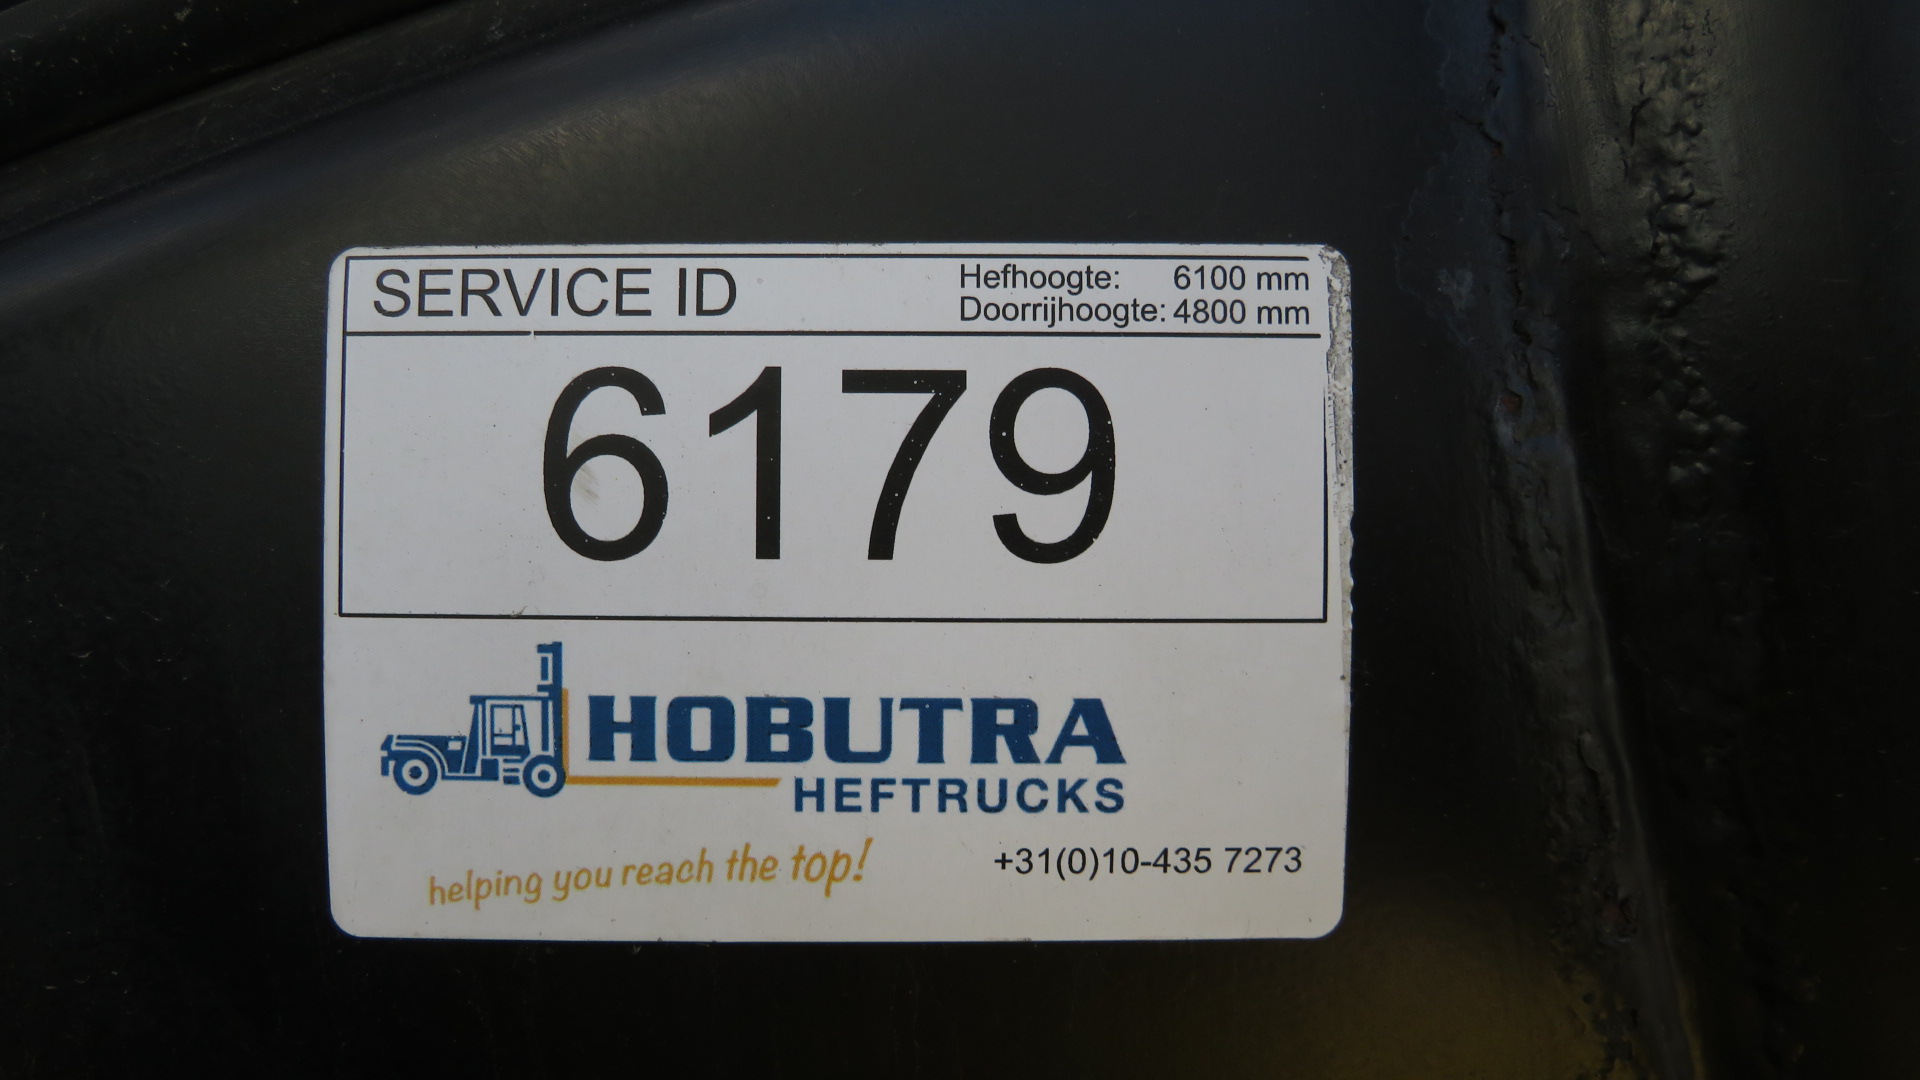 SERVICE ID
Hefhoogte: 6100 mm
Doorrijhoogte: 4800 mm
6179
HOBUTRA
HEFTRUCKS
helping you reach the top!
+31(0)10-435 7273